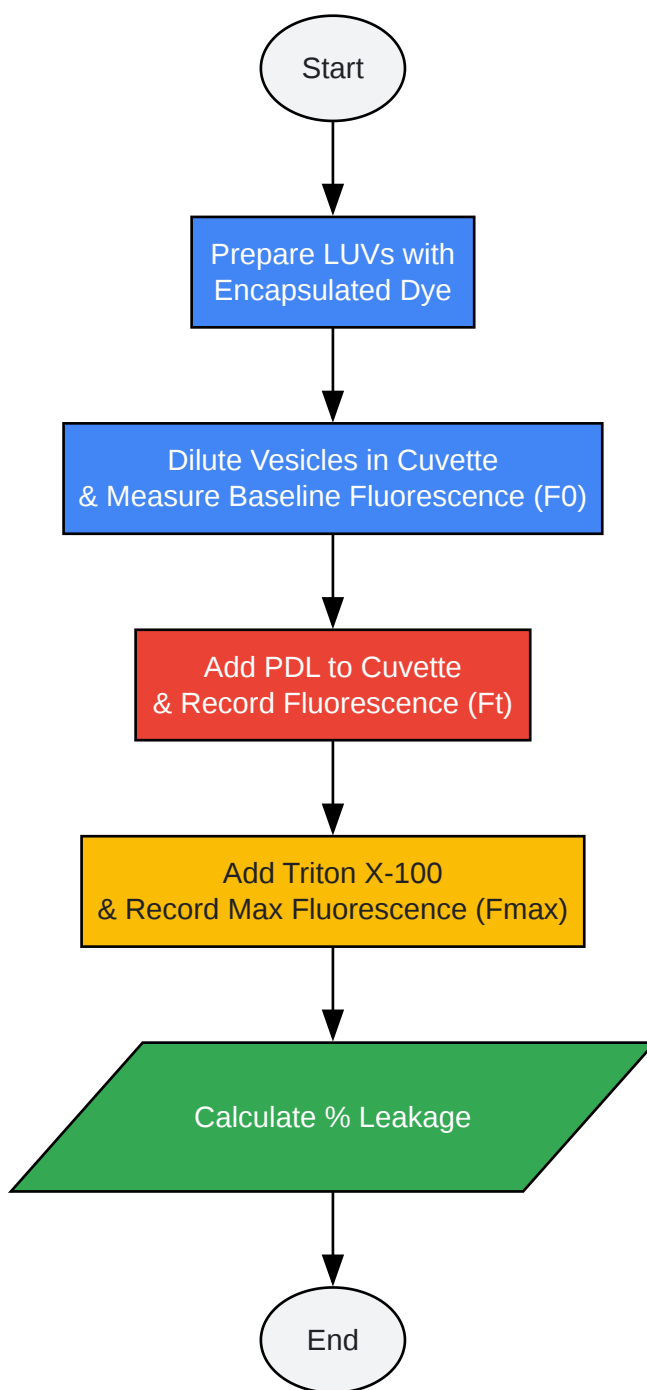 Start
Prepare LUVs with
Encapsulated Dye
Dilute Vesicles in Cuvette
& Measure Baseline Fluorescence (F0)
Add PDL to Cuvette
& Record Fluorescence (Ft)
Add Triton X-100
& Record Max Fluorescence (Fmax)
Calculate % Leakage
End